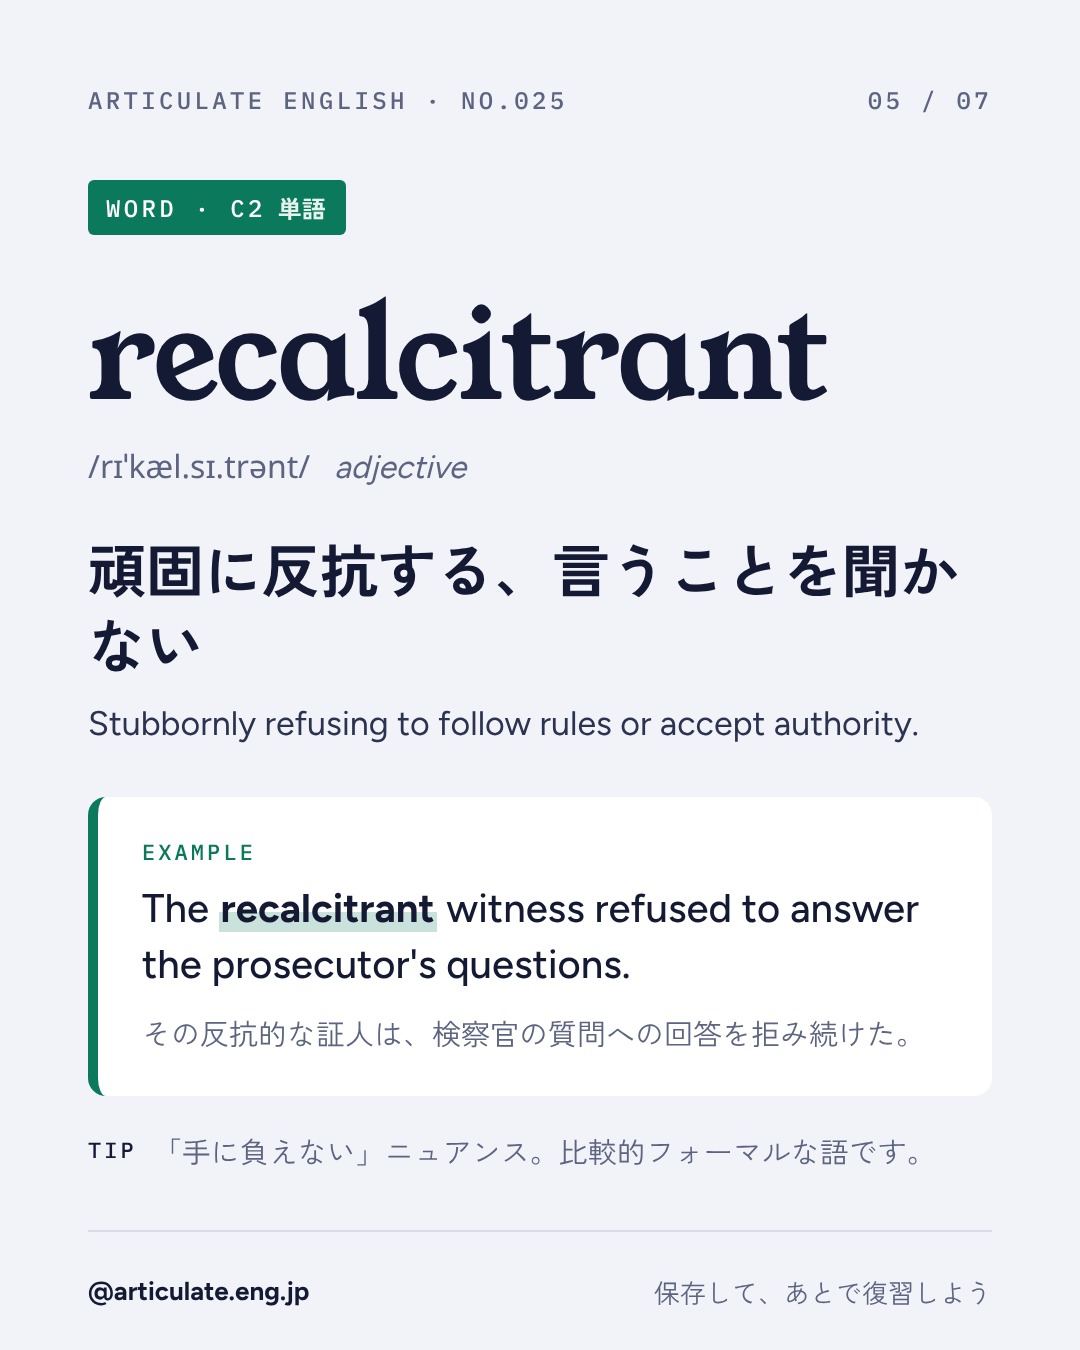 ARTICULATE ENGLISH · NO.025
05 / 07
WORD · C2 単語
recalcitrant
/rɪˈkæl.sɪ.trənt/ adjective
頑固に反抗する、言うことを聞か
ない
Stubbornly refusing to follow rules or accept authority.
EXAMPLE
The recalcitrant witness refused to answer
the prosecutor's questions.
その反抗的な証人は、検察官の質問への回答を拒み続けた。
TIP 「手に負えない」ニュアンス。比較的フォーマルな語です。
@articulate.eng.jp
保存して、あとで復習しよう